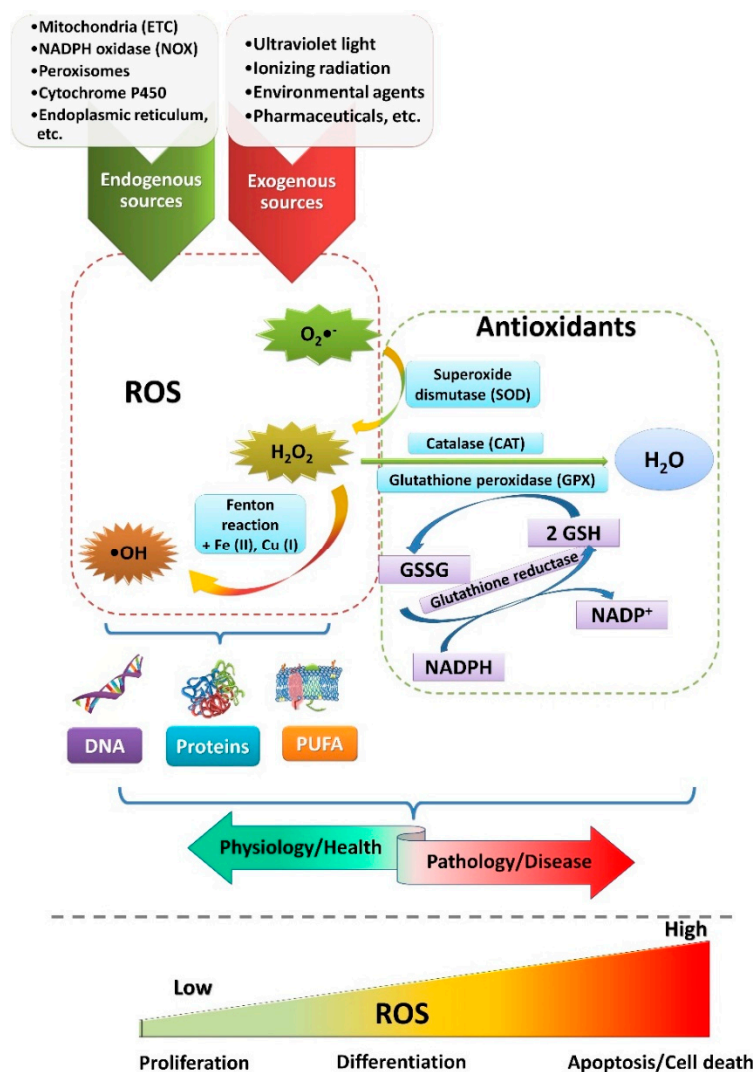 •Mitochondria (ETC)
•NADPH oxidase (NOX)
•Peroxisomes
•Cytochrome P450
•Endoplasmic reticulum,
etc.
•Ultraviolet light
•Ionizing radiation
•Environmental agents
•Pharmaceuticals, etc.
Endogenous
sources
Exogenous
sources
O₂•⁻
Antioxidants
ROS
Superoxide
dismutase (SOD)
H₂O₂
Catalase (CAT)
H₂O
Glutathione peroxidase (GPX)
Fenton
reaction
+ Fe (II), Cu (I)
•OH
2 GSH
GSSG
Glutathione reductase
NADP⁺
NADPH
DNA
Proteins
PUFA
Physiology/Health
Pathology/Disease
High
Low
ROS
Proliferation
Differentiation
Apoptosis/Cell death